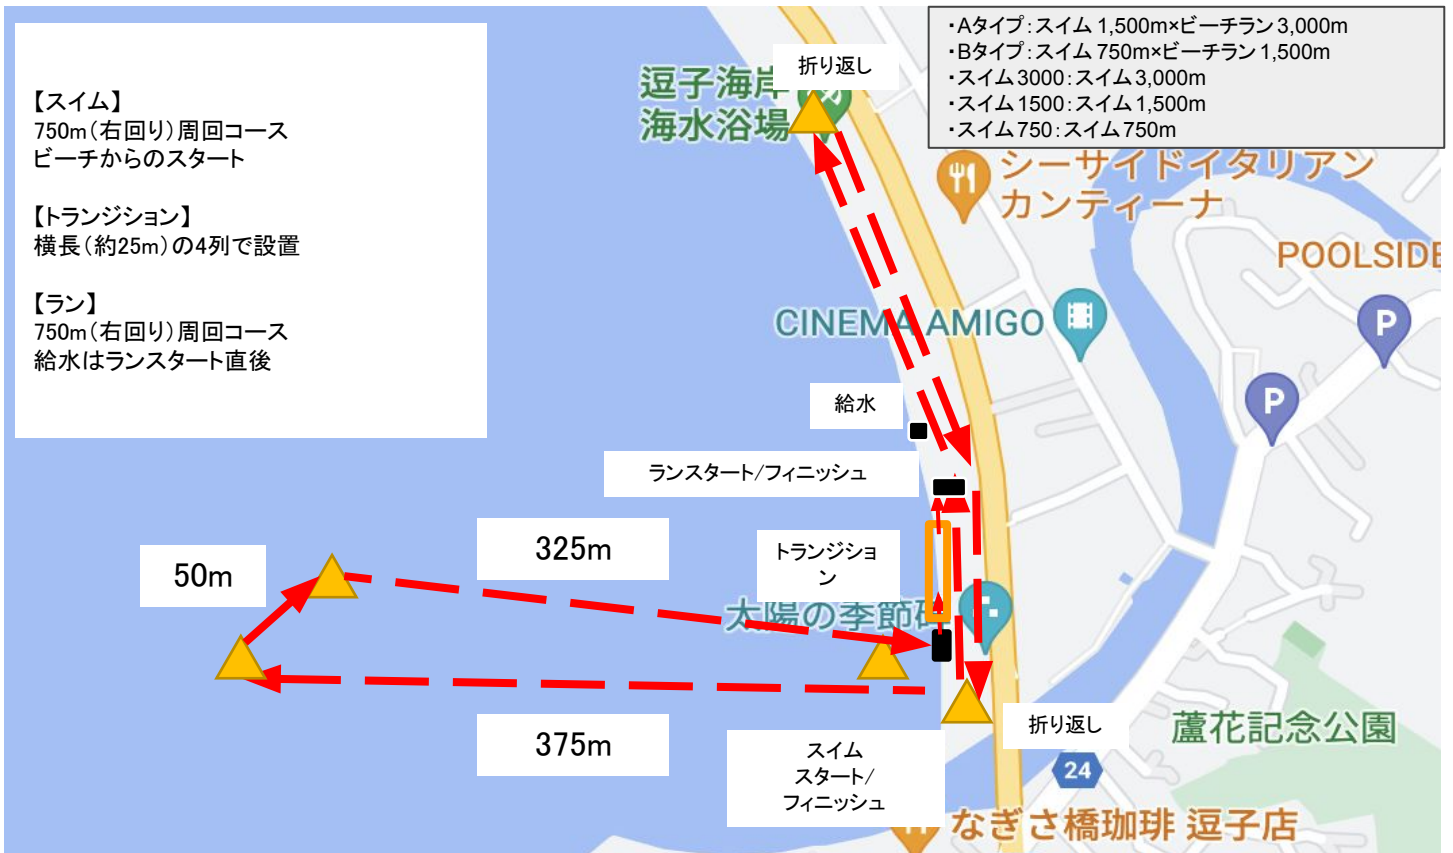 【スイム】
750m（右回り）周回コース
ビーチからのスタート
【トランジション】
横長（約25m）の4列で設置
【ラン】
750m（右回り）周回コース
給水はランスタート直後
・Aタイプ：スイム 1,500m×ビーチラン 3,000m
・Bタイプ：スイム 750m×ビーチラン 1,500m
・スイム3000：スイム 3,000m
・スイム1500：スイム 1,500m
・スイム750：スイム 750m
折り返し
逗子海岸
海水浴場
シーサイドイタリアン
カンティーナ
POOLSIDE
CINEMA AMIGO
P
P
給水
ランスタート/フィニッシュ
325m
50m
トランジショ
ン
太陽の季節
375m
折り返し
スイム
スタート/
フィニッシュ
蘆花記念公園
24
なぎさ橋珈琲 逗子店